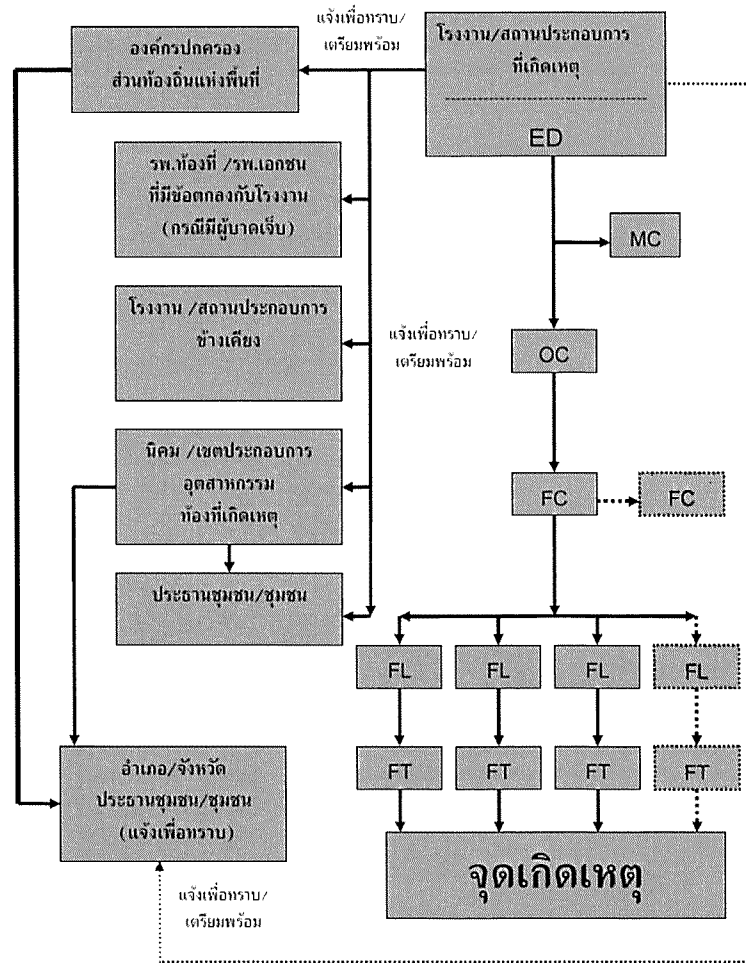 แจ้งเพื่อทราบ/
เตรียมพร้อม
องค์กรปกครอง
ส่วนท้องถิ่นแห่งพื้นที่
โรงงาน/สถานประกอบการ
ที่เกิดเหตุ
ED
รพ.ท้องที่ /รพ.เอกชน
ที่มีข้อตกลงกับโรงงาน
(กรณีมีผู้บาดเจ็บ)
MC
โรงงาน /สถานประกอบการ
ข้างเคียง
แจ้งเพื่อทราบ/
เตรียมพร้อม
OC
นิคม /เขตประกอบการ
อุตสาหกรรม
ท้องที่เกิดเหตุ
FC
FC
ประธานชุมชน/ชุมชน
FL
FL
FL
FL
FT
FT
FT
FT
อำเภอ/จังหวัด
ประธานชุมชน/ชุมชน
(แจ้งเพื่อทราบ)
จุดเกิดเหตุ
แจ้งเพื่อทราบ/
เตรียมพร้อม